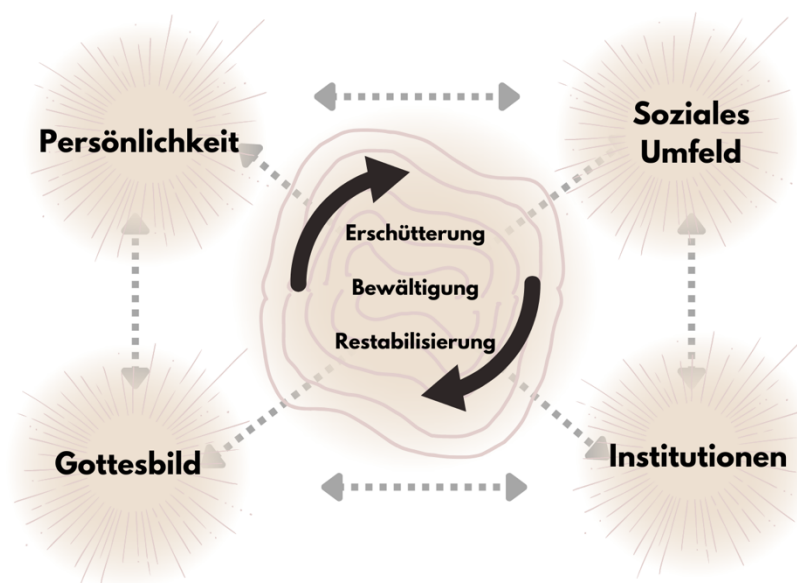 Persönlichkeit
Soziales
Umfeld
Erschütterung
Bewältigung
Restabilisierung
Gottesbild
Institutionen